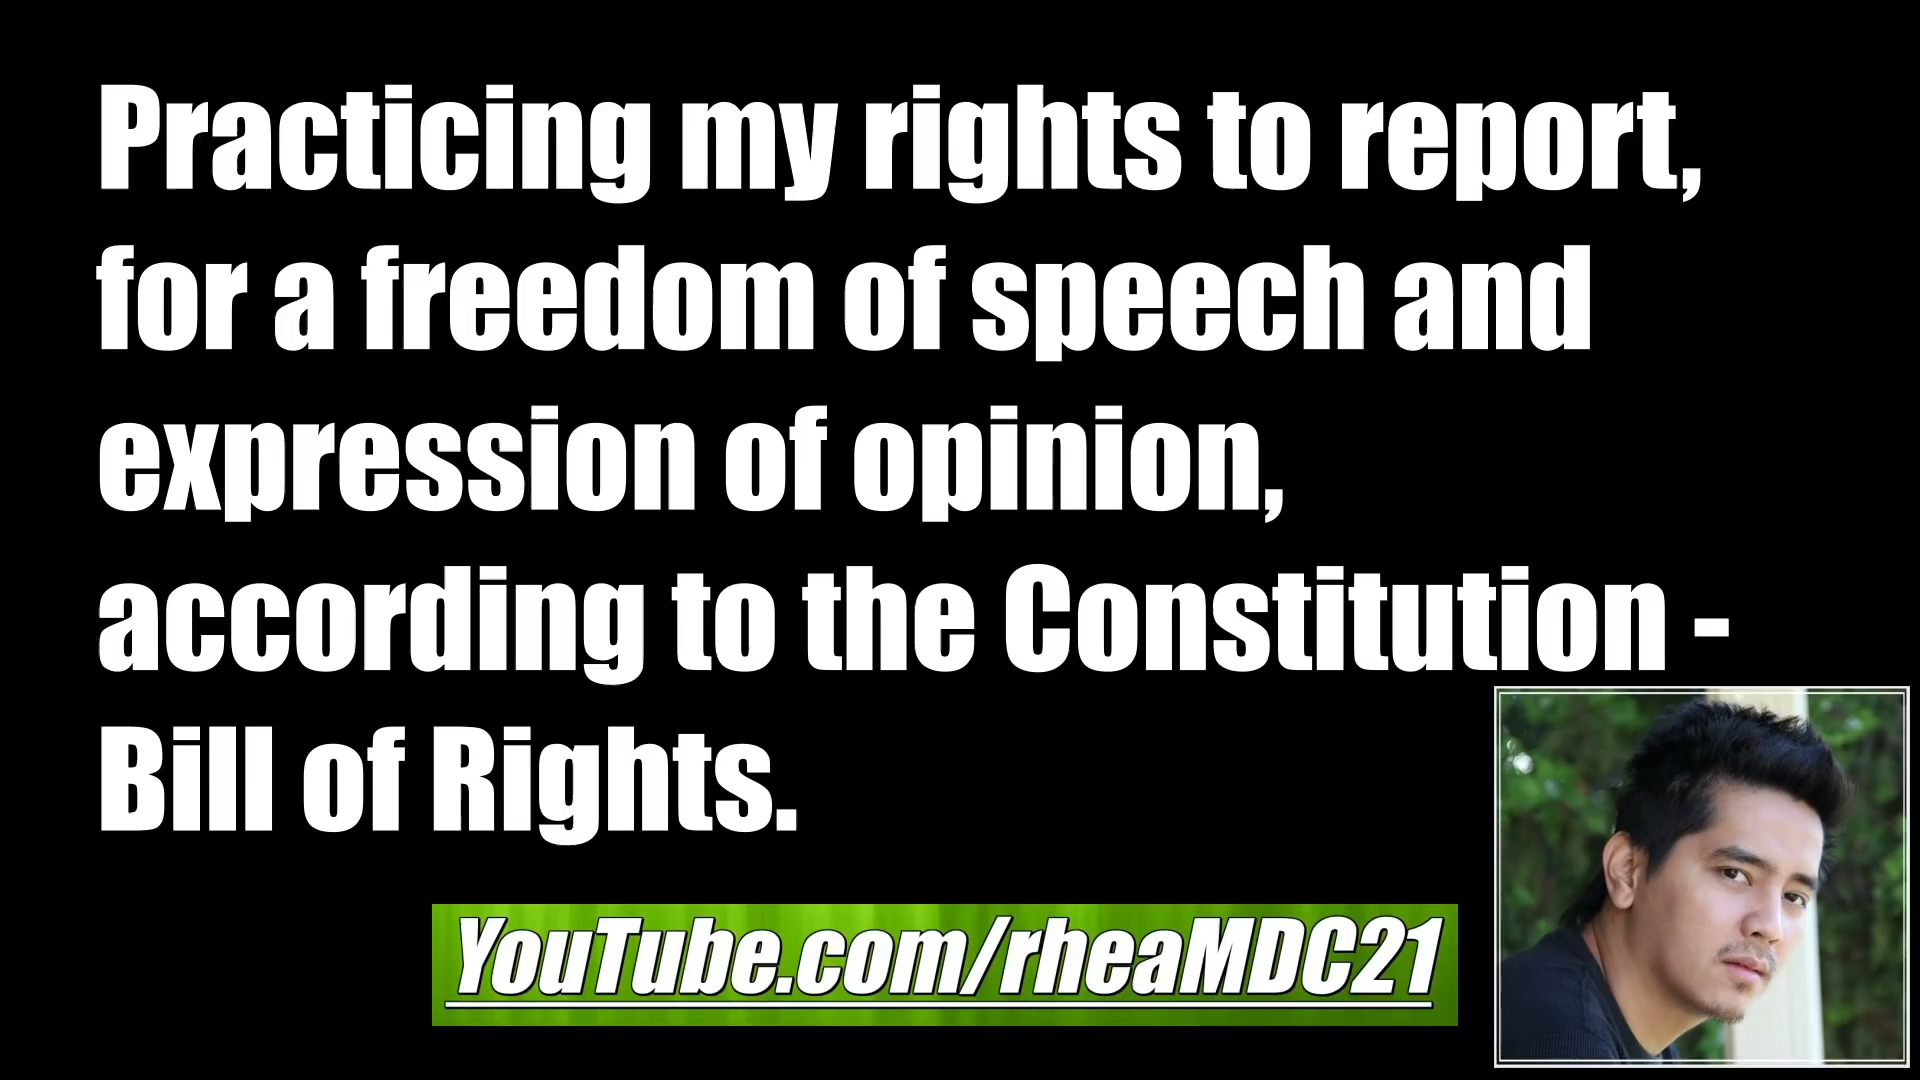 Practicing my rights to report,
for a freedom of speech and
expression of opinion,
according to the Constitution -
Bill of Rights.
YouTube.com/rheaMDC21